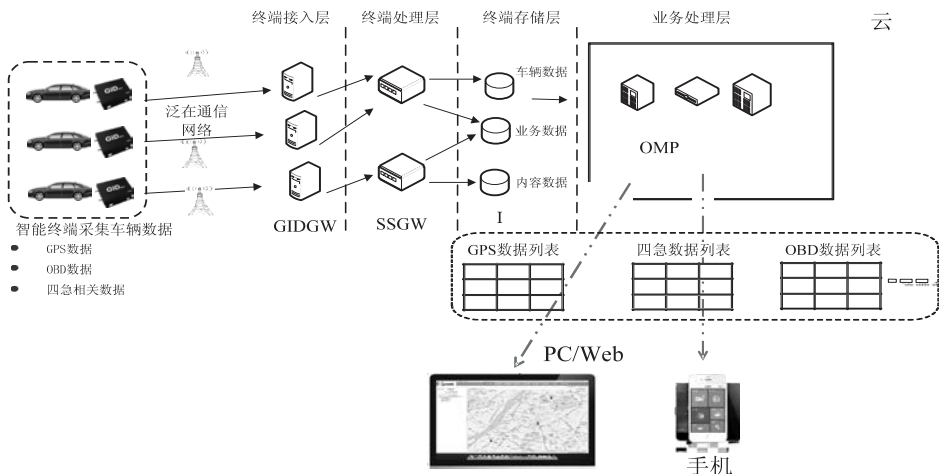 终端接入层
终端处理层
终端存储层
业务处理层
云
GID
GID
GID
泛在通信
网络
车辆数据
业务数据
内容数据
OMP
GIDGW
SSGW
I
智能终端采集车辆数据
GPS数据
OBD数据
四急相关数据
GPS数据列表
四急数据列表
OBD数据列表
PC/Web
手机